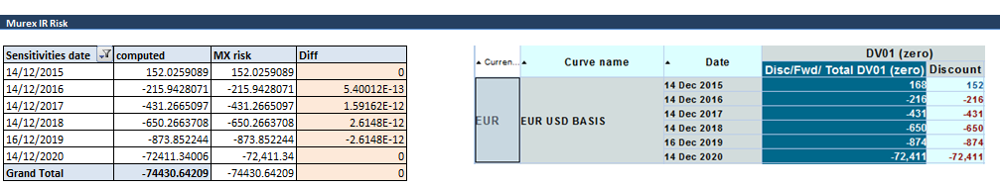 Murex IR Risk
Sensitivities date computed MX risk Diff
14/12/2015 152.0259089 152.0259089 0
14/12/2016 -215.9428071 -215.9428071 5.40012E-13
14/12/2017 -431.2665097 -431.2665097 1.59162E-12
14/12/2018 -650.2663708 -650.2663708 2.6148E-12
16/12/2019 -873.852244 -873.852244 -2.6148E-12
14/12/2020 -72411.34006 -72,411.34 0
Grand Total -74430.64209 -74430.64209 0
DV01 (zero)
Curren... Curve name Date Disc/Fwd/ Total DV01 (zero) Discount
14 Dec 2015 168 152
14 Dec 2016 -216 -216
14 Dec 2017 -431 -431
EUR EUR USD BASIS
14 Dec 2018 -650 -650
16 Dec 2019 -874 -874
14 Dec 2020 -72,411 -72,411